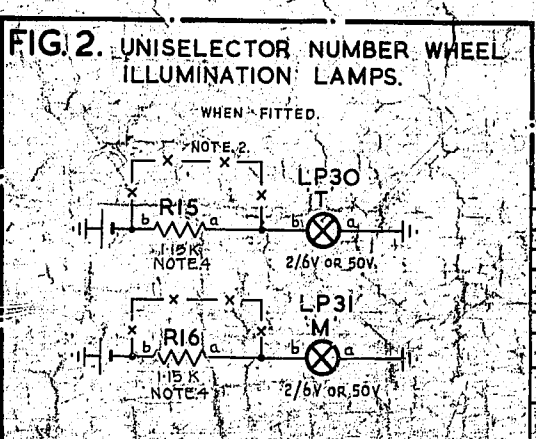 FIG. 2. UNISELECTOR NUMBER WHEEL
ILLUMINATION LAMPS.
WHEN FITTED.
NOTE. 2.
R15
b
a
1·15K
NOTE.4
LP30
'T'
b
a
2/6V OR 50V.
R16
b
a
1·15K
NOTE.4
LP31
'M'
b
a
2/6V OR 50V